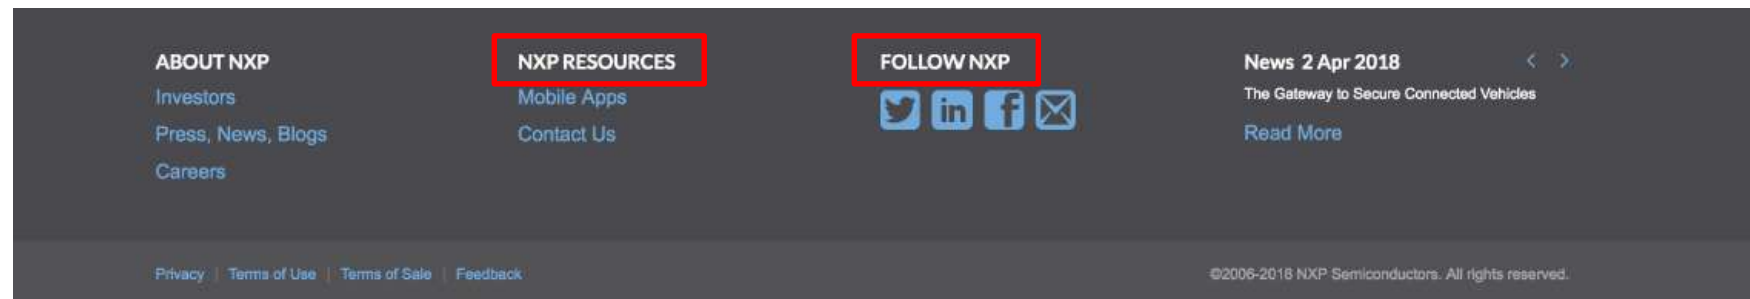 ABOUT NXP
Investors
Press, News, Blogs
Careers
NXP RESOURCES
Mobile Apps
Contact Us
FOLLOW NXP
in f
News 2 Apr 2018 < >
The Gateway to Secure Connected Vehicles
Read More
Privacy | Terms of Use | Terms of Sale | Feedback
©2006-2018 NXP Semiconductors. All rights reserved.